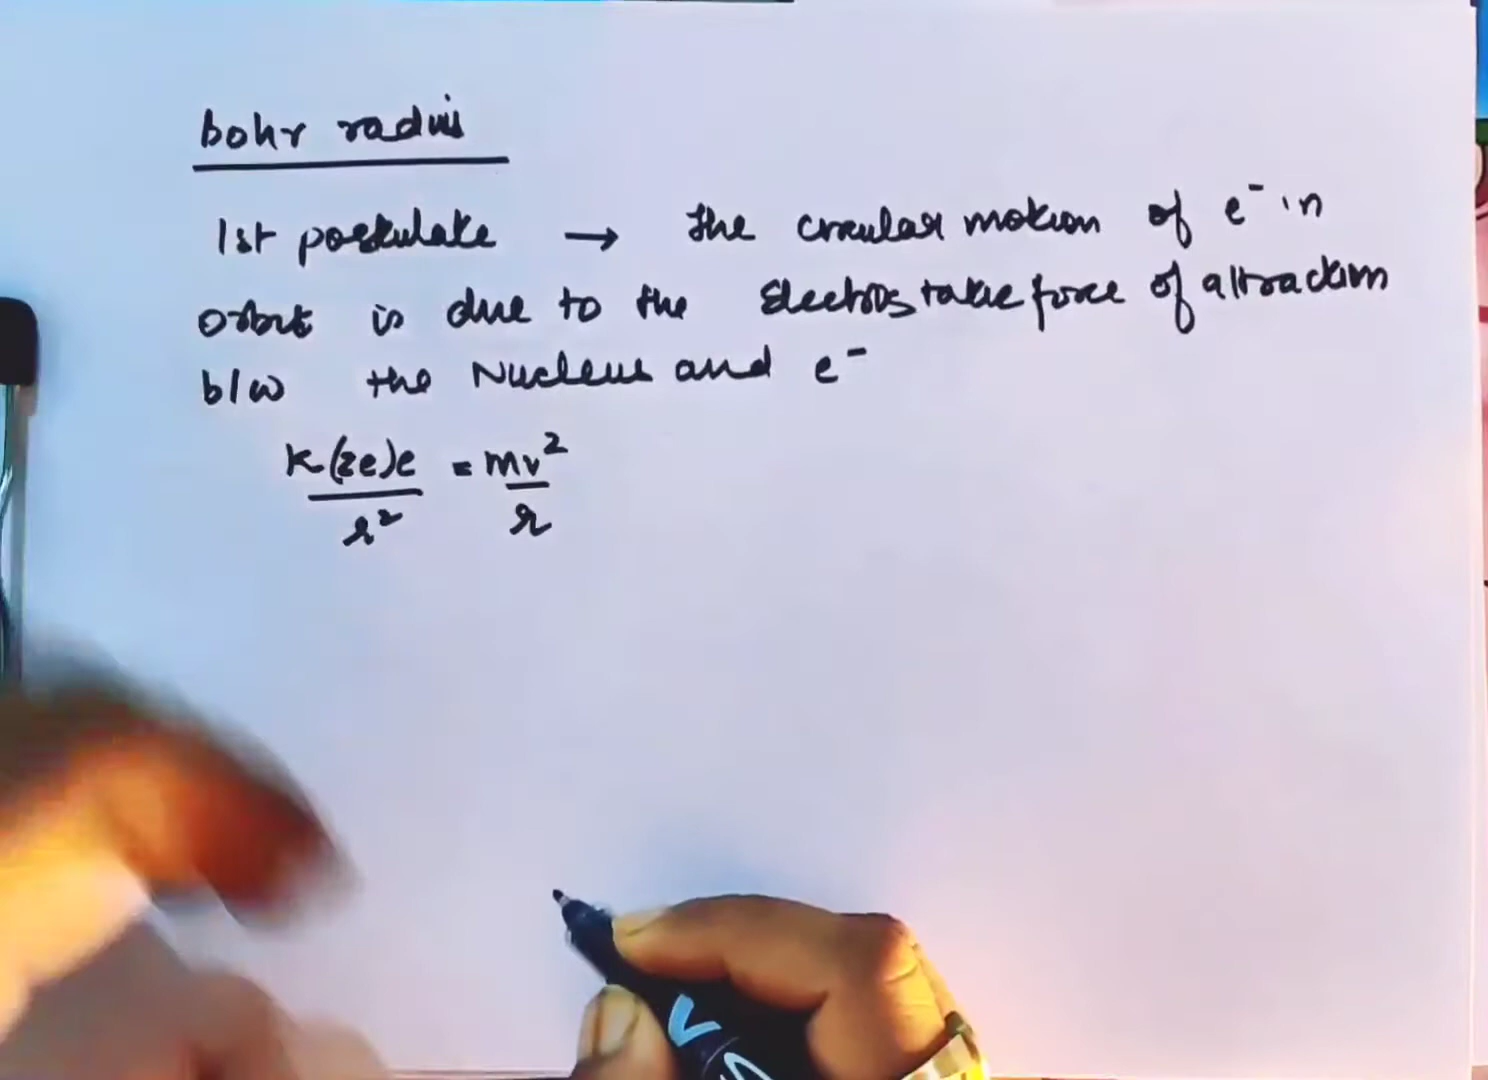 bohr radius
1st postulate → the circular motion of e⁻ in
orbit is due to the Electrostatic force of attraction
b/w the Nucleus and e⁻
k(ze)e/r² = mv²/r